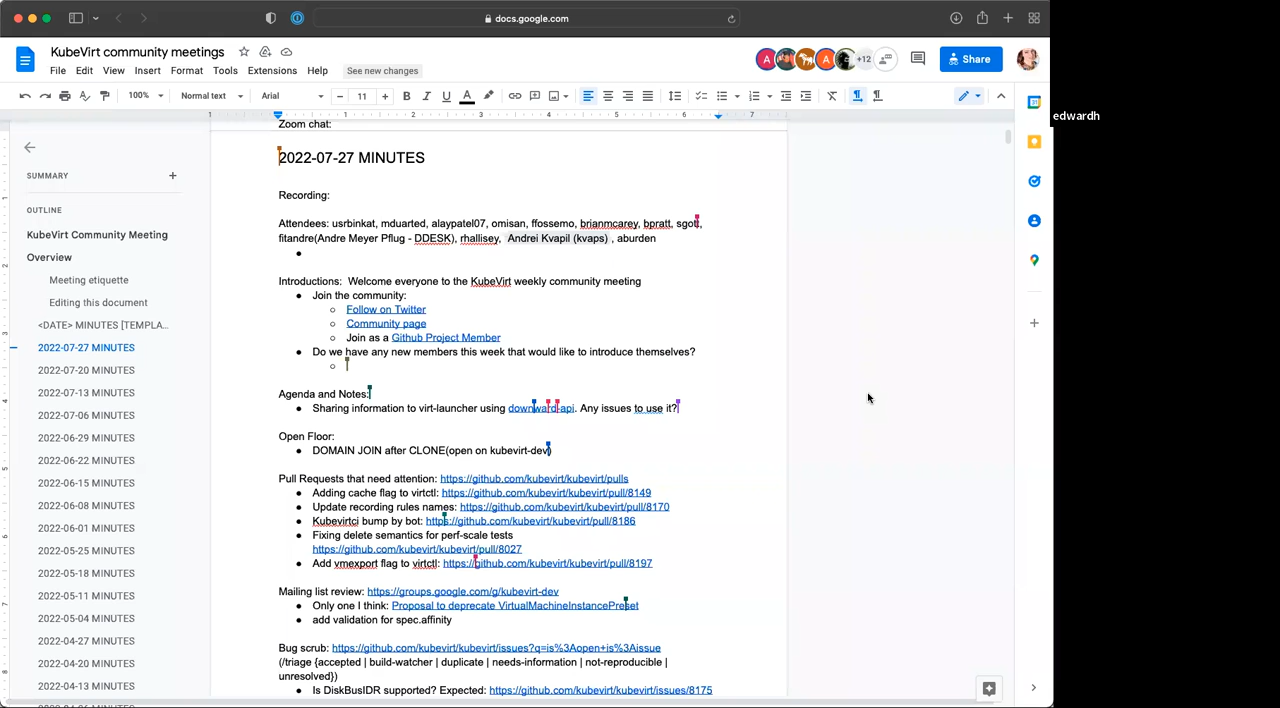 docs.google.com
KubeVirt community meetings
File Edit View Insert Format Tools Extensions Help See new changes
+12
Share
100% Normal text Arial 11
edwardh
1 1 2 3 4 5 6 7
Zoom chat:
SUMMARY
OUTLINE
KubeVirt Community Meeting
Overview
Meeting etiquette
Editing this document
<DATE> MINUTES [TEMPLA...
2022-07-27 MINUTES
2022-07-20 MINUTES
2022-07-13 MINUTES
2022-07-06 MINUTES
2022-06-29 MINUTES
2022-06-22 MINUTES
2022-06-15 MINUTES
2022-06-08 MINUTES
2022-06-01 MINUTES
2022-05-25 MINUTES
2022-05-18 MINUTES
2022-05-11 MINUTES
2022-05-04 MINUTES
2022-04-27 MINUTES
2022-04-20 MINUTES
2022-04-13 MINUTES
2022-04-06 MINUTES
2022-07-27 MINUTES
Recording:
Attendees: usrbinkat, mduarted, alaypatel07, omisan, ffossemo, brianmcarey, bpratt, sgott,
fitandre(Andre Meyer Pflug - DDESK), rhallisey, Andrei Kvapil (kvaps) , aburden
Introductions: Welcome everyone to the KubeVirt weekly community meeting
Join the community:
Follow on Twitter
Community page
Join as a Github Project Member
Do we have any new members this week that would like to introduce themselves?
Agenda and Notes:
Sharing information to virt-launcher using downward-api. Any issues to use it?
Open Floor:
DOMAIN JOIN after CLONE(open on kubevirt-dev)
Pull Requests that need attention: https://github.com/kubevirt/kubevirt/pulls
Adding cache flag to virtctl: https://github.com/kubevirt/kubevirt/pull/8149
Update recording rules names: https://github.com/kubevirt/kubevirt/pull/8170
Kubevirtci bump by bot: https://github.com/kubevirt/kubevirt/pull/8186
Fixing delete semantics for perf-scale tests
https://github.com/kubevirt/kubevirt/pull/8027
Add vmexport flag to virtctl: https://github.com/kubevirt/kubevirt/pull/8197
Mailing list review: https://groups.google.com/g/kubevirt-dev
Only one I think: Proposal to deprecate VirtualMachineInstancePreset
add validation for spec.affinity
Bug scrub: https://github.com/kubevirt/kubevirt/issues?q=is%3Aopen+is%3Aissue
(/triage {accepted | build-watcher | duplicate | needs-information | not-reproducible |
unresolved})
Is DiskBusIDR supported? Expected: https://github.com/kubevirt/kubevirt/issues/8175